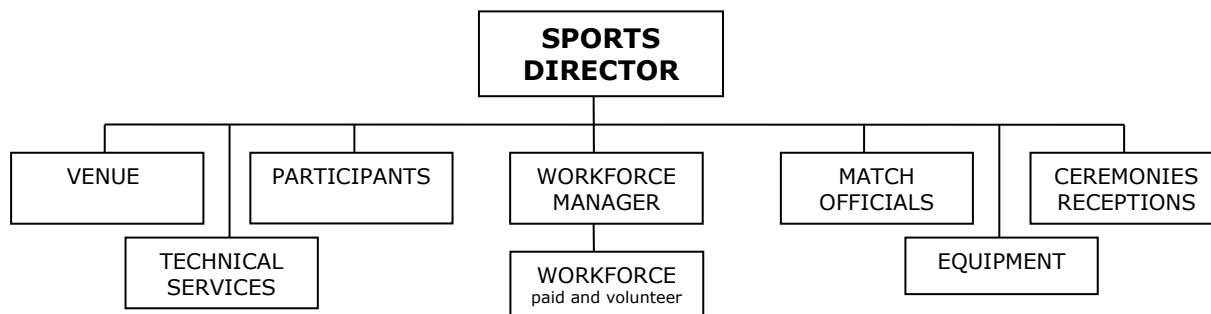 SPORTS
DIRECTOR
VENUE
PARTICIPANTS
WORKFORCE
MANAGER
MATCH
OFFICIALS
CEREMONIES
RECEPTIONS
TECHNICAL
SERVICES
WORKFORCE
paid and volunteer
EQUIPMENT